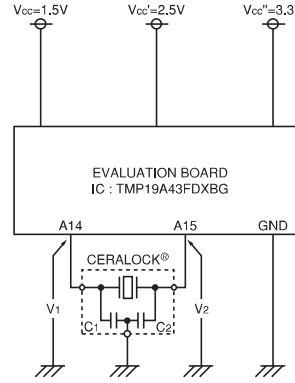 Vcc=1.5V
Vcc'=2.5V
Vcc"=3.3
EVALUATION BOARD
IC : TMP19A43FDXBG
A14
A15
GND
CERALOCK®
V1
C1
C2
V2